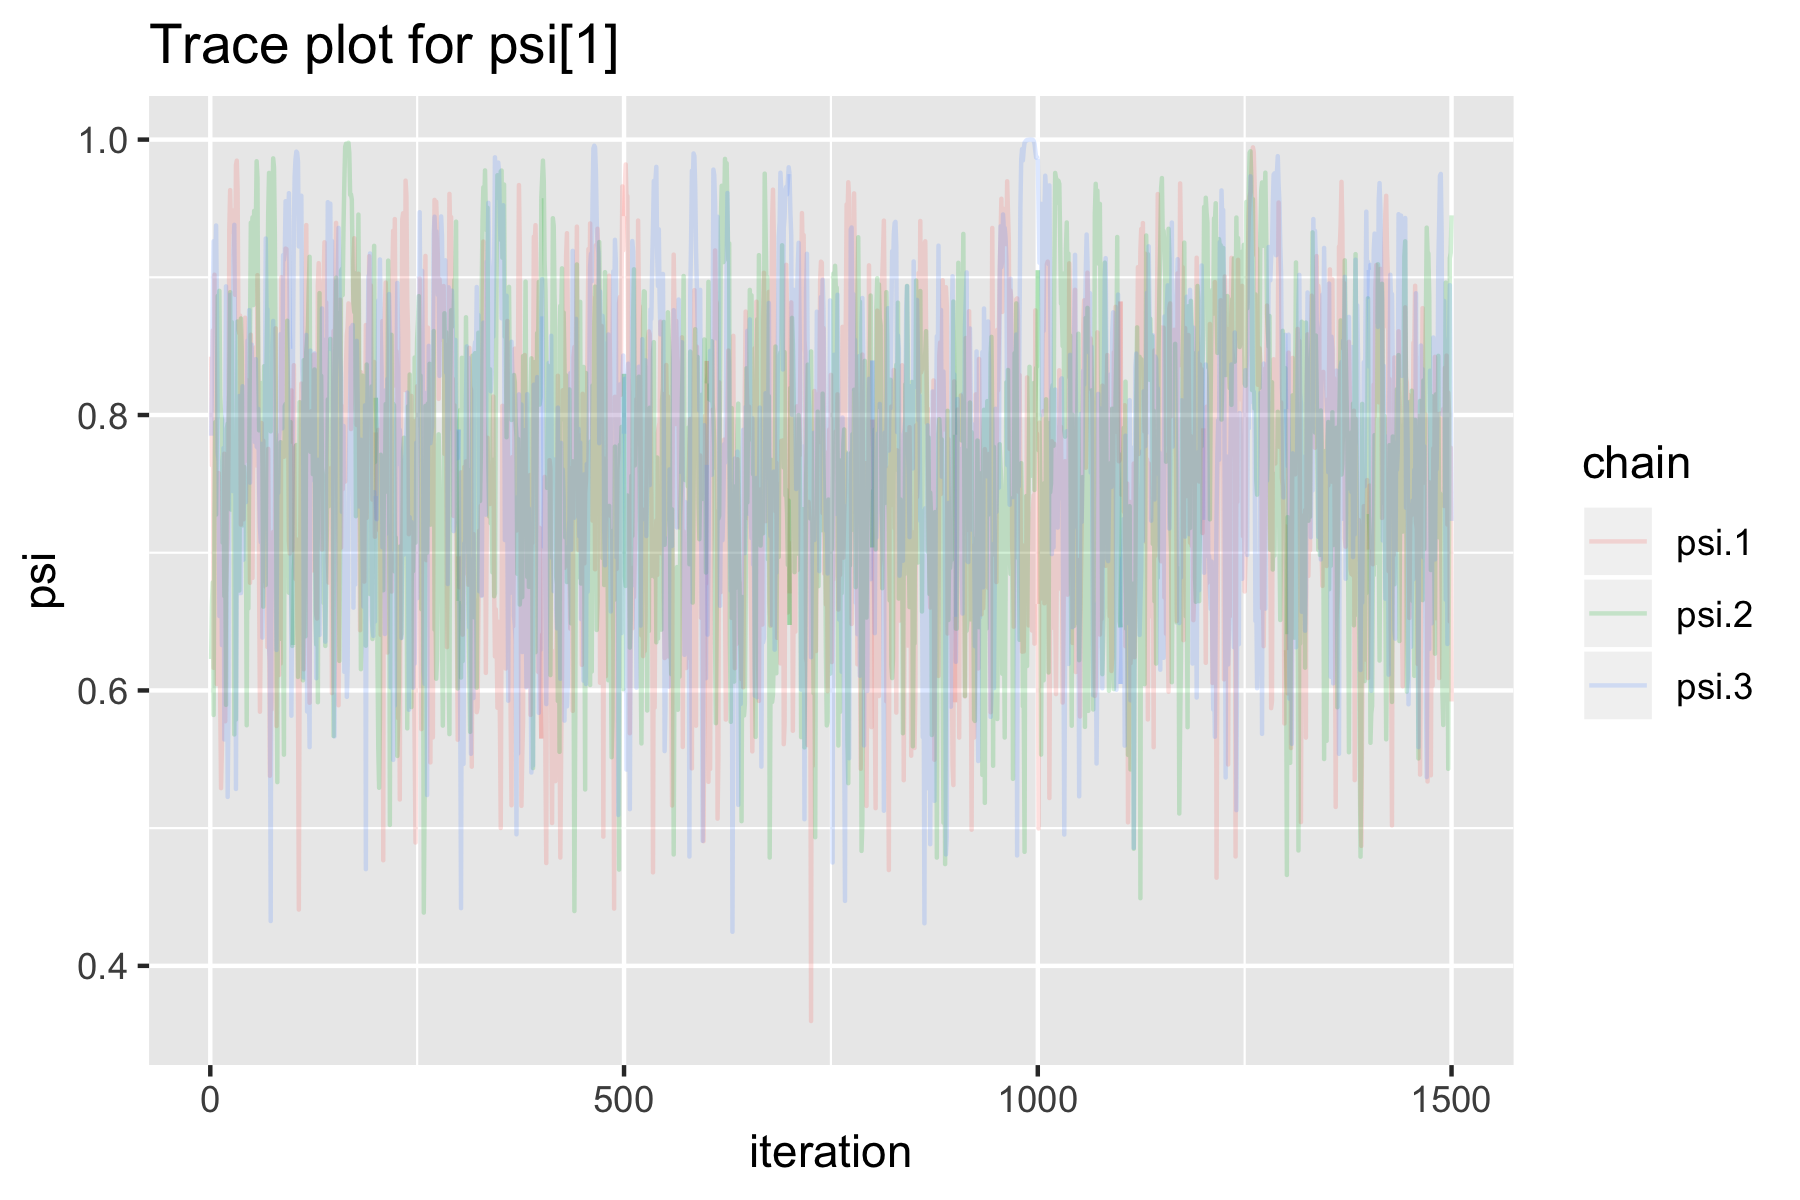 Trace plot for psi[1]
1.0
0.8
0.6
0.4
psi
0 500 1000 1500
iteration
chain
psi.1
psi.2
psi.3